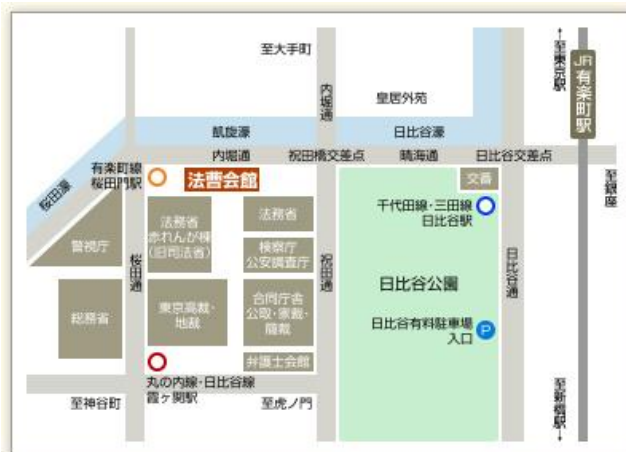 至大手町
内堀通
皇居外苑
←至東京駅
JR
有楽町駅
凱旋濠
日比谷濠
内堀通
祝田橋交差点
晴海通
日比谷交差点
桜田濠
有楽町線
桜田門駅
法曹会館
交番
至銀座
法務省
赤れんが棟
(旧司法省)
法務省
千代田線・三田線
日比谷駅
警視庁
桜田通
検察庁
公安調査庁
祝田通
日比谷通
日比谷公園
総務省
東京高裁・
地裁
合同庁舎
公取・家裁・
簡裁
日比谷有料駐車場
入口
P
弁護士会館
丸の内線・日比谷線
霞ヶ関駅
至神谷町
至虎ノ門
至新橋駅→